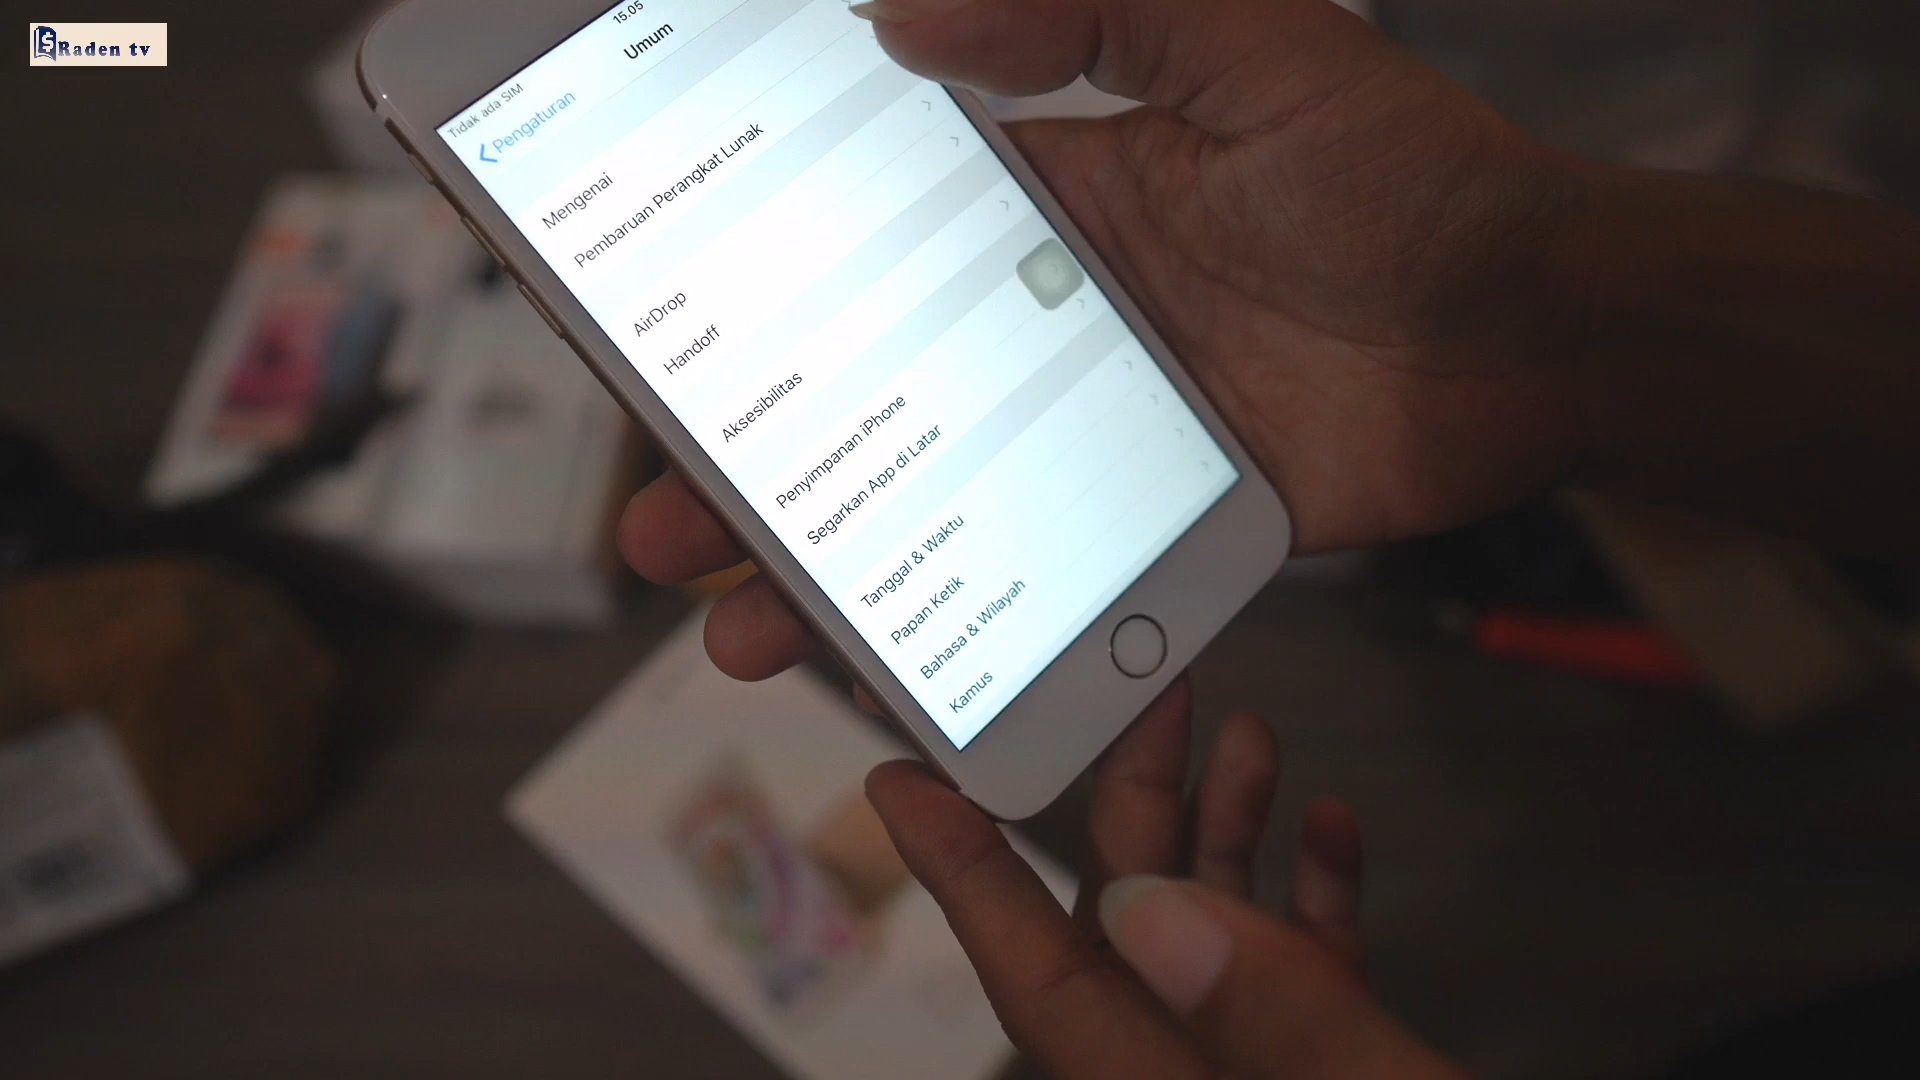 Raden tv
Tidak ada SIM
15.05
Pengaturan
Umum
Mengenai
Pembaruan Perangkat Lunak
AirDrop
Handoff
Aksesibilitas
Penyimpanan iPhone
Segarkan App di Latar
Tanggal & Waktu
Papan Ketik
Bahasa & Wilayah
Kamus